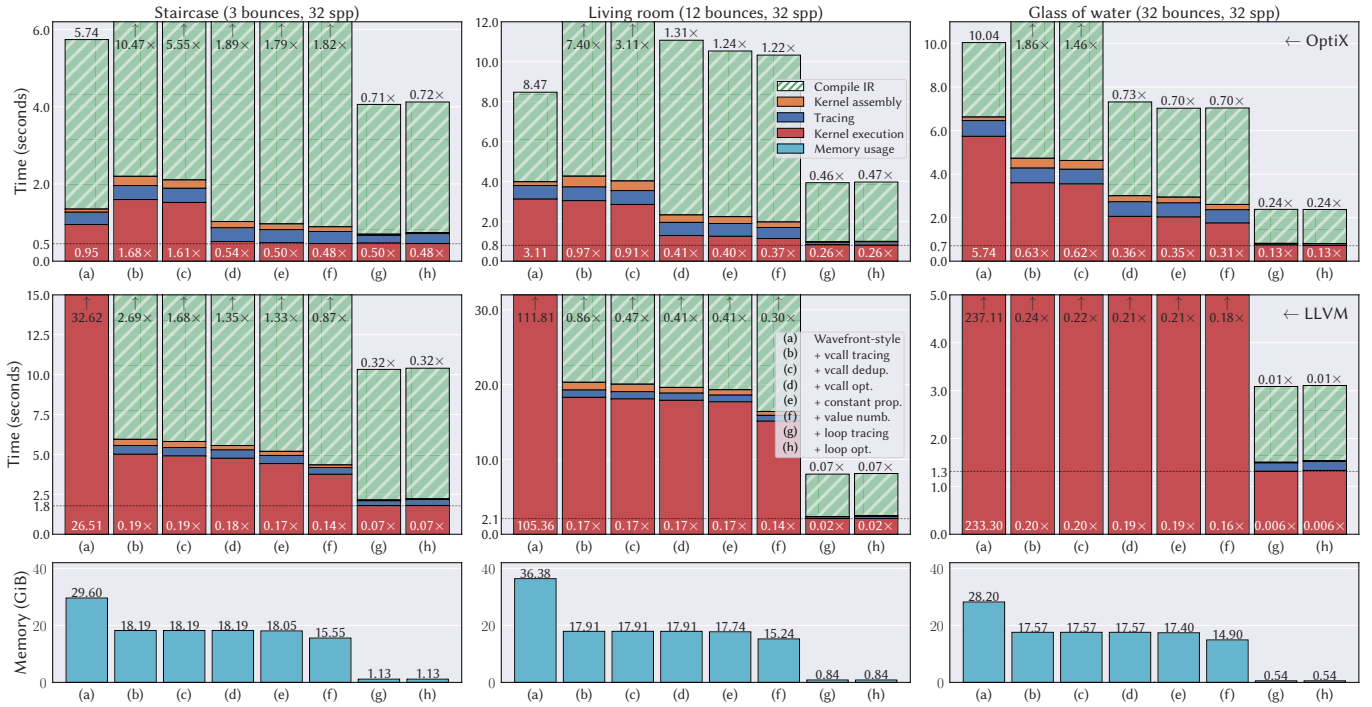 Staircase (3 bounces, 32 spp)
Living room (12 bounces, 32 spp)
Glass of water (32 bounces, 32 spp)
Time (seconds)
6.0
4.0
2.0
0.5
0.0
5.74
↑ ↑ ↑ ↑ ↑
10.47× 5.55× 1.89× 1.79× 1.82×
0.71× 0.72×
0.95 1.68× 1.61× 0.54× 0.50× 0.48× 0.50× 0.48×
(a) (b) (c) (d) (e) (f) (g) (h)
12.0
10.0
8.0
6.0
4.0
2.0
0.8
0.0
8.47
↑ ↑
7.40× 3.11×
1.31× 1.24× 1.22×
0.46× 0.47×
Compile IR
Kernel assembly
Tracing
Kernel execution
Memory usage
3.11 0.97× 0.91× 0.41× 0.40× 0.37× 0.26× 0.26×
(a) (b) (c) (d) (e) (f) (g) (h)
10.0
8.0
6.0
4.0
2.0
0.7
0.0
10.04
↑ ↑
1.86× 1.46×
0.73× 0.70× 0.70×
0.24× 0.24×
← OptiX
5.74 0.63× 0.62× 0.36× 0.35× 0.31× 0.13× 0.13×
(a) (b) (c) (d) (e) (f) (g) (h)
Time (seconds)
15.0
12.5
10.0
7.5
5.0
2.5
1.8
0.0
↑ ↑ ↑ ↑ ↑ ↑
32.62 2.69× 1.68× 1.35× 1.33× 0.87×
0.32× 0.32×
26.51 0.19× 0.19× 0.18× 0.17× 0.14× 0.07× 0.07×
(a) (b) (c) (d) (e) (f) (g) (h)
30.0
20.0
10.0
2.1
0.0
↑ ↑ ↑ ↑ ↑ ↑
111.81 0.86× 0.47× 0.41× 0.41× 0.30×
0.07× 0.07×
(a) Wavefront-style
(b) + vcall tracing
(c) + vcall dedup.
(d) + vcall opt.
(e) + constant prop.
(f) + value numb.
(g) + loop tracing
(h) + loop opt.
105.36 0.17× 0.17× 0.17× 0.17× 0.14× 0.02× 0.02×
(a) (b) (c) (d) (e) (f) (g) (h)
5.0
4.0
3.0
2.0
1.3
1.0
0.0
↑ ↑ ↑ ↑ ↑ ↑
237.11 0.24× 0.22× 0.21× 0.21× 0.18×
0.01× 0.01×
← LLVM
233.30 0.20× 0.20× 0.19× 0.19× 0.16× 0.006× 0.006×
(a) (b) (c) (d) (e) (f) (g) (h)
Memory (GiB)
40
20
0
29.60 18.19 18.19 18.19 18.05 15.55 1.13 1.13
(a) (b) (c) (d) (e) (f) (g) (h)
40
20
0
36.38 17.91 17.91 17.91 17.74 15.24 0.84 0.84
(a) (b) (c) (d) (e) (f) (g) (h)
40
20
0
28.20 17.57 17.57 17.57 17.40 14.90 0.54 0.54
(a) (b) (c) (d) (e) (f) (g) (h)